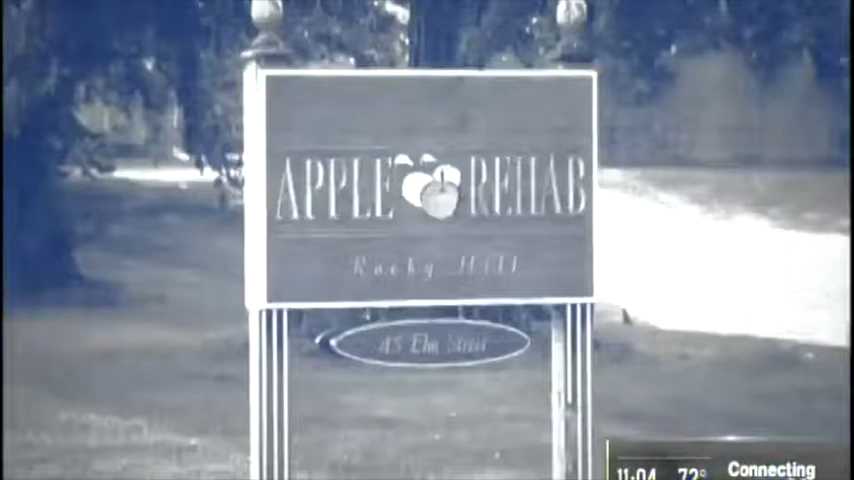 APPLE REHAB
Rocky Hill
45 Elm Street
11:04 72° Connecting